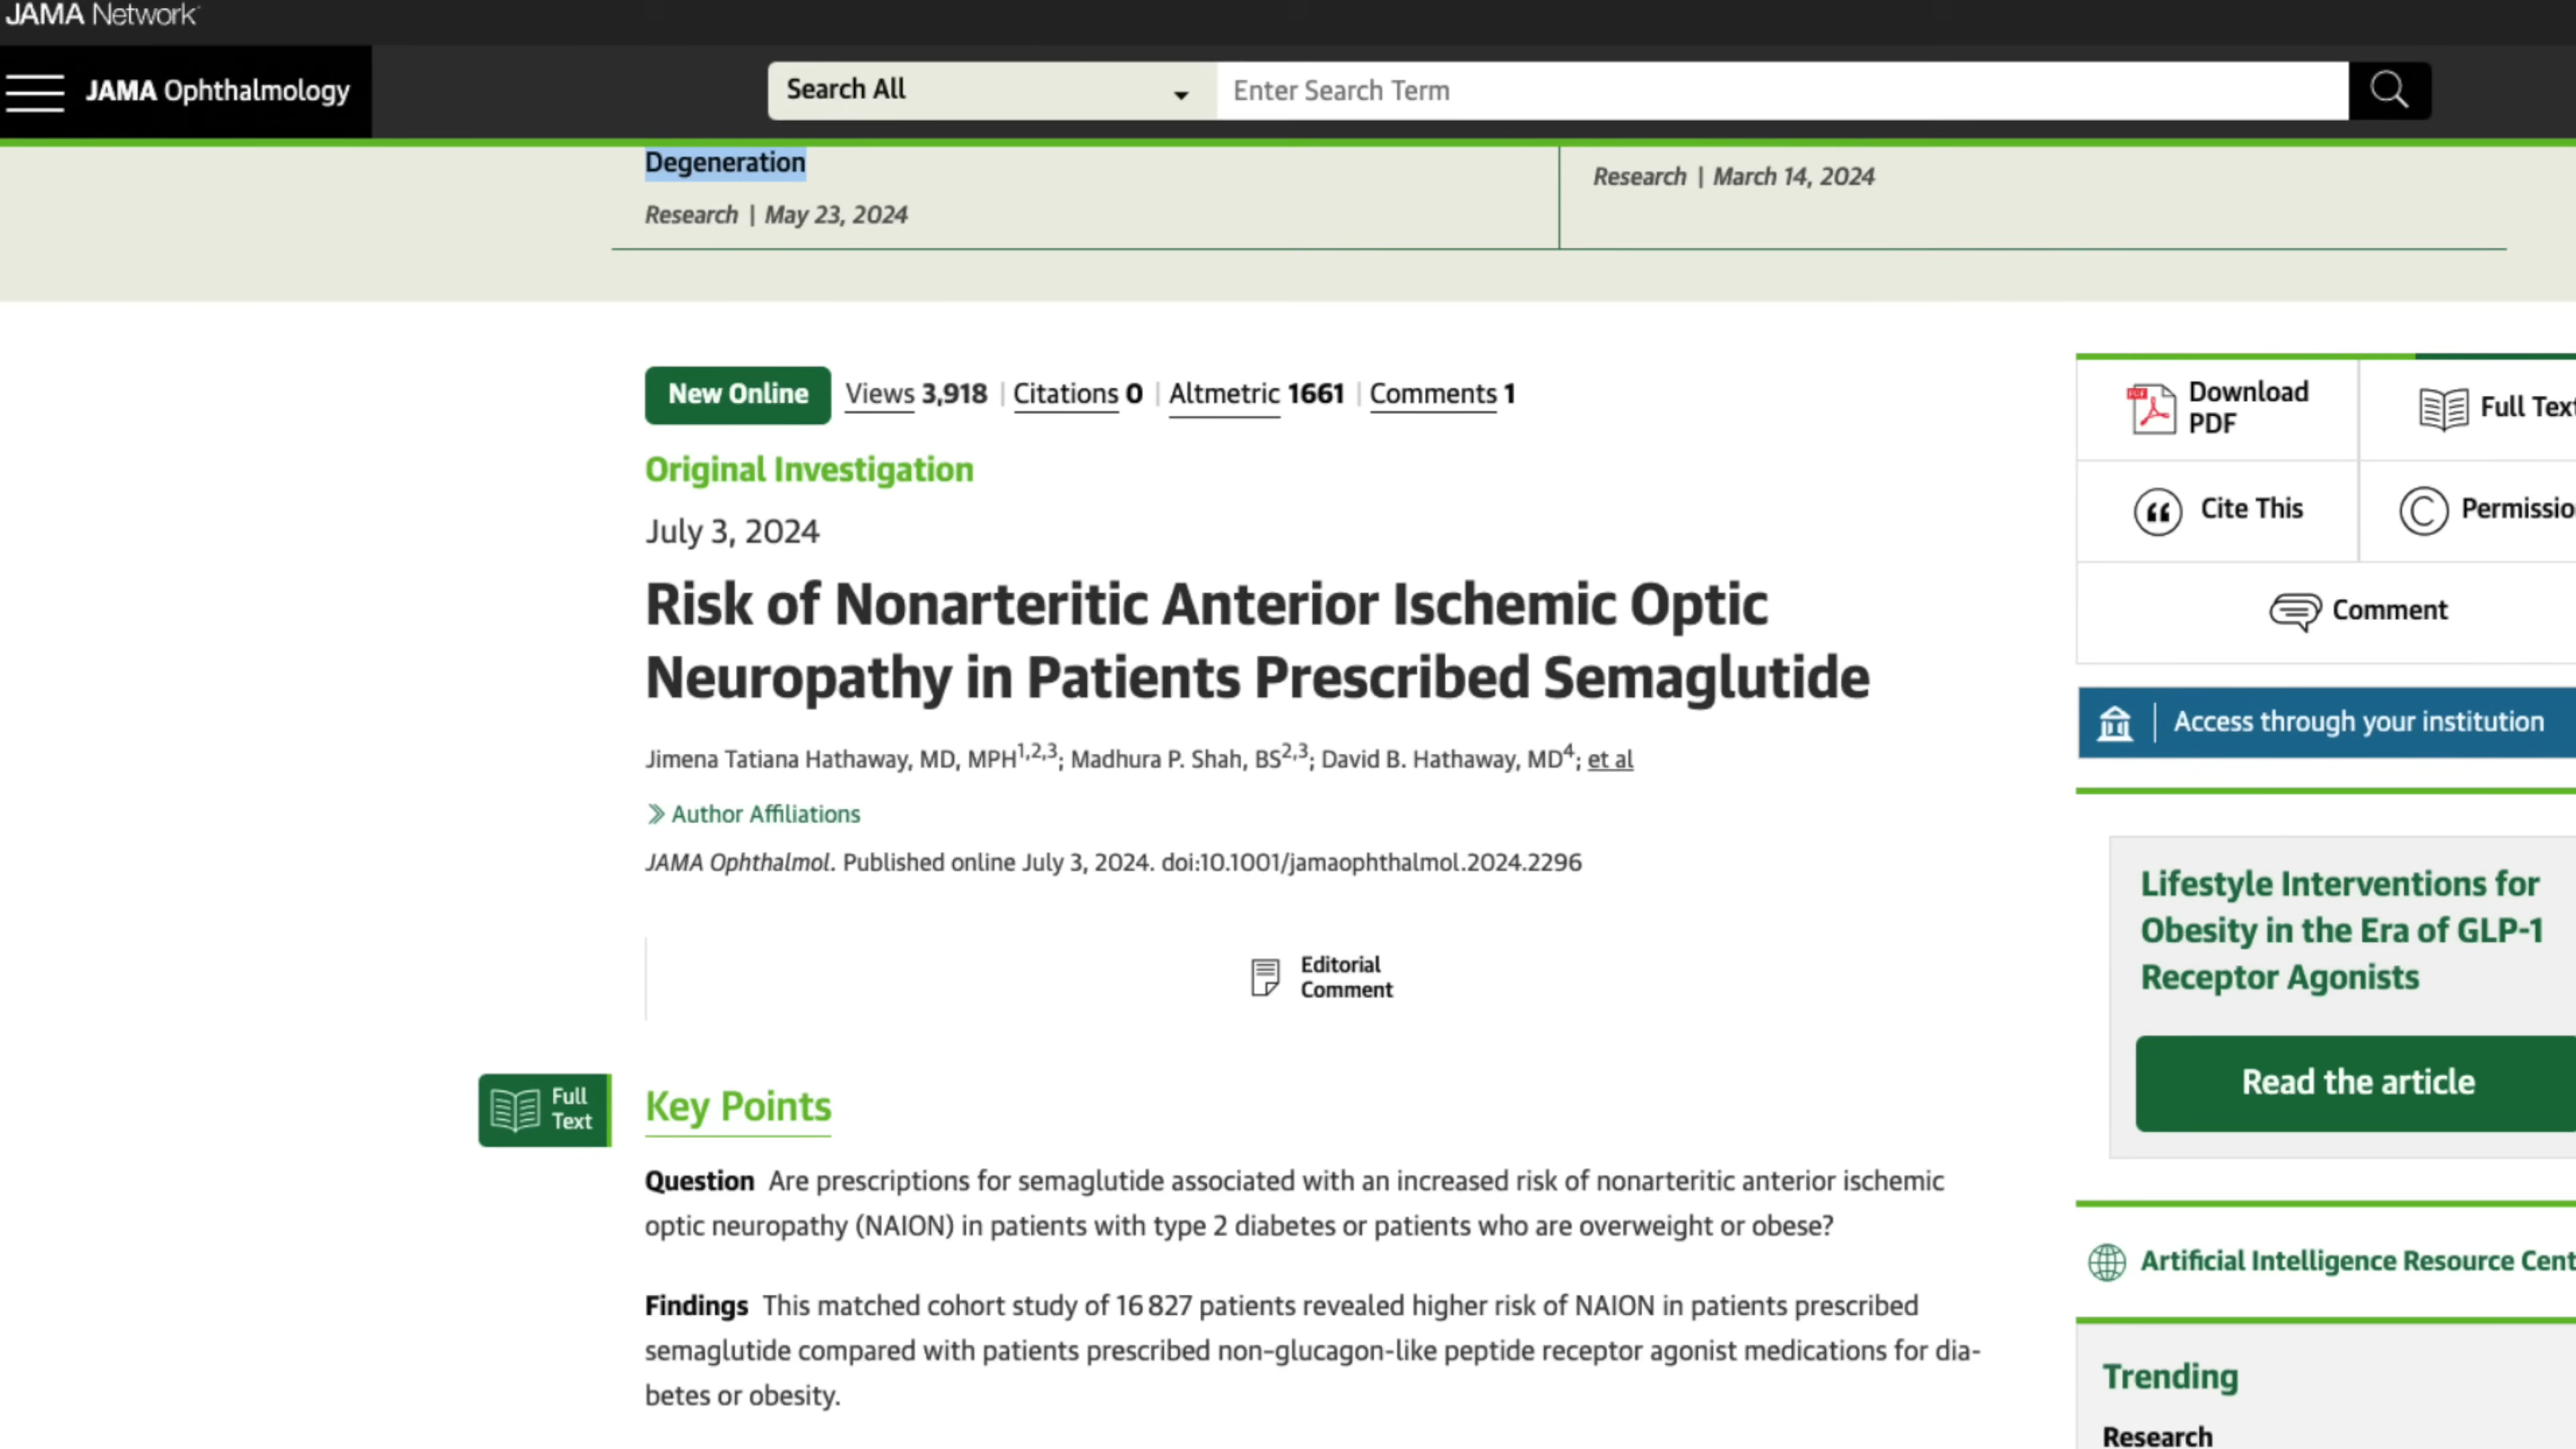 JAMA Network
JAMA Ophthalmology
Search All
Enter Search Term
Degeneration
Research | May 23, 2024
Research | March 14, 2024
New Online Views 3,918 | Citations 0 | Altmetric 1661 | Comments 1
Original Investigation
July 3, 2024
Risk of Nonarteritic Anterior Ischemic Optic
Neuropathy in Patients Prescribed Semaglutide
Jimena Tatiana Hathaway, MD, MPH1,2,3; Madhura P. Shah, BS2,3; David B. Hathaway, MD4; et al
Author Affiliations
JAMA Ophthalmol. Published online July 3, 2024. doi:10.1001/jamaophthalmol.2024.2296
Editorial
Comment
Full
Text
Key Points
Question Are prescriptions for semaglutide associated with an increased risk of nonarteritic anterior ischemic
optic neuropathy (NAION) in patients with type 2 diabetes or patients who are overweight or obese?
Findings This matched cohort study of 16 827 patients revealed higher risk of NAION in patients prescribed
semaglutide compared with patients prescribed non–glucagon-like peptide receptor agonist medications for dia-
betes or obesity.
Download
PDF
Full Text
Cite This
Permissio
Comment
Access through your institution
Lifestyle Interventions for
Obesity in the Era of GLP-1
Receptor Agonists
Read the article
Artificial Intelligence Resource Cent
Trending
Research